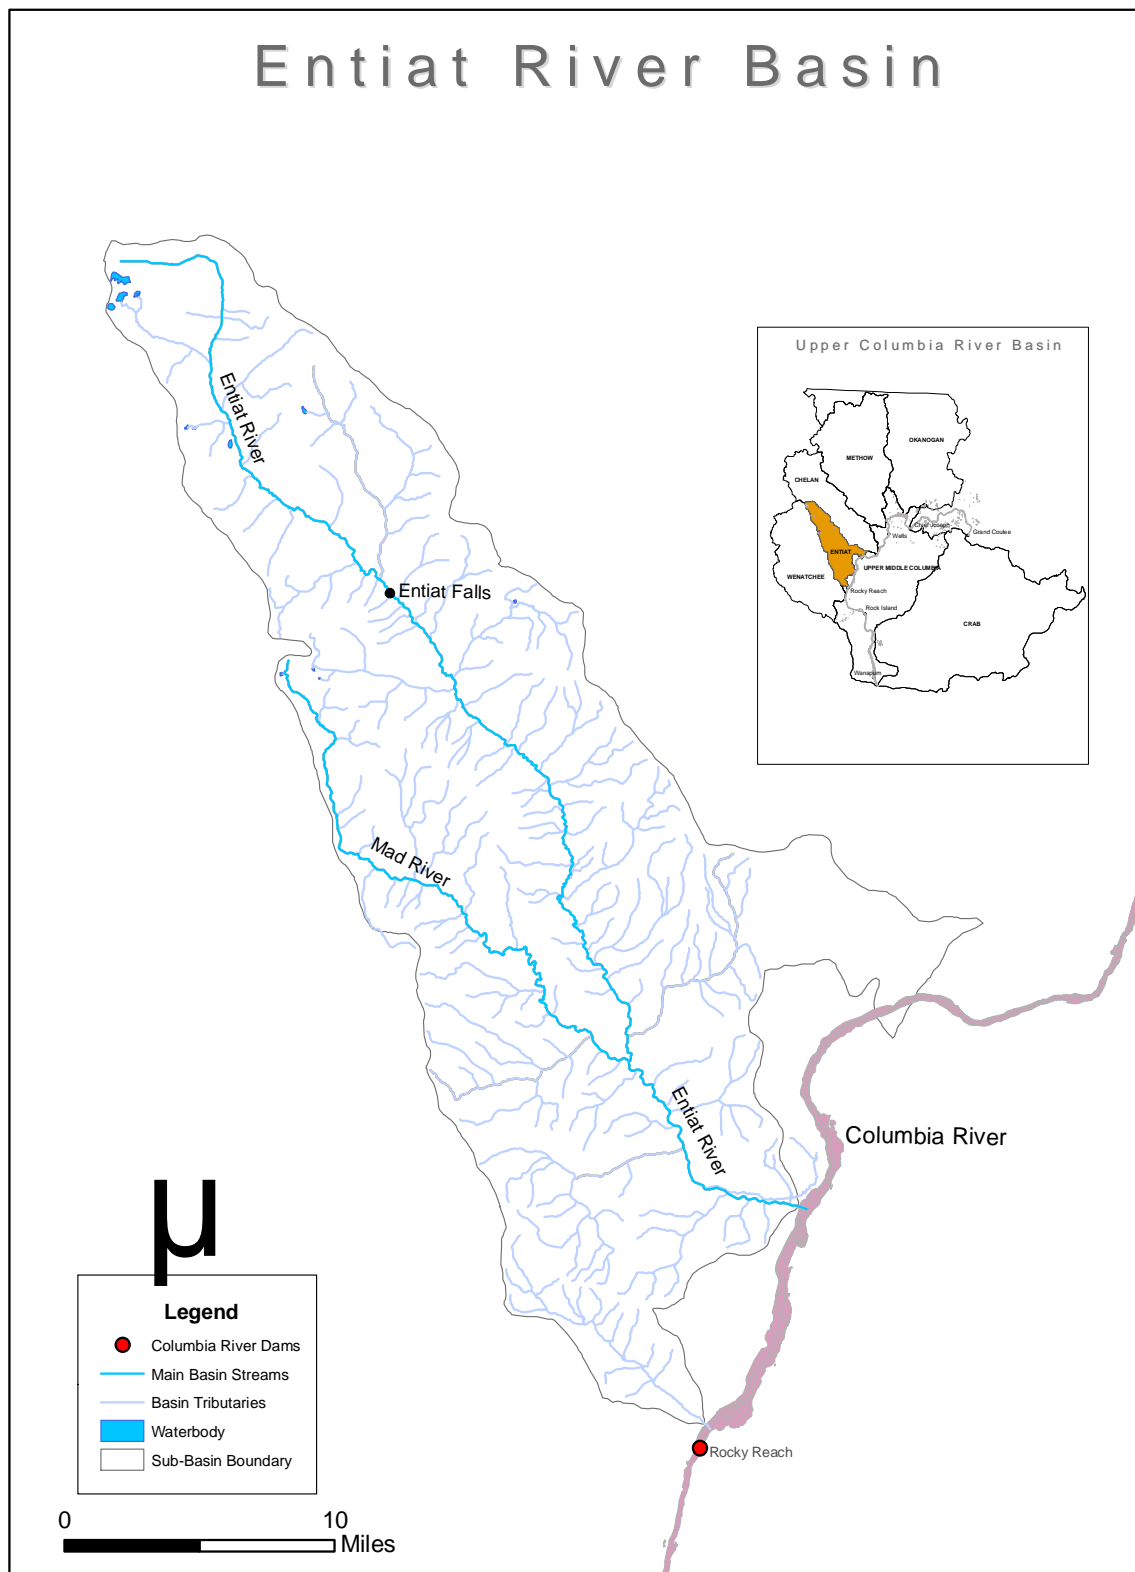 Entiat River Basin
Upper Columbia River Basin
OKANOGAN
METHOW
CHELAN
Chief Joseph
Grand Coulee
Wells
ENTIAT
UPPER MIDDLE COLUMBIA
WENATCHEE
Rocky Reach
Rock Island
CRAB
Wanapum
Entiat River
Entiat Falls
Mad River
Entiat River
Columbia River
µ
Legend
Columbia River Dams
Main Basin Streams
Basin Tributaries
Waterbody
Sub-Basin Boundary
Rocky Reach
0 10
Miles